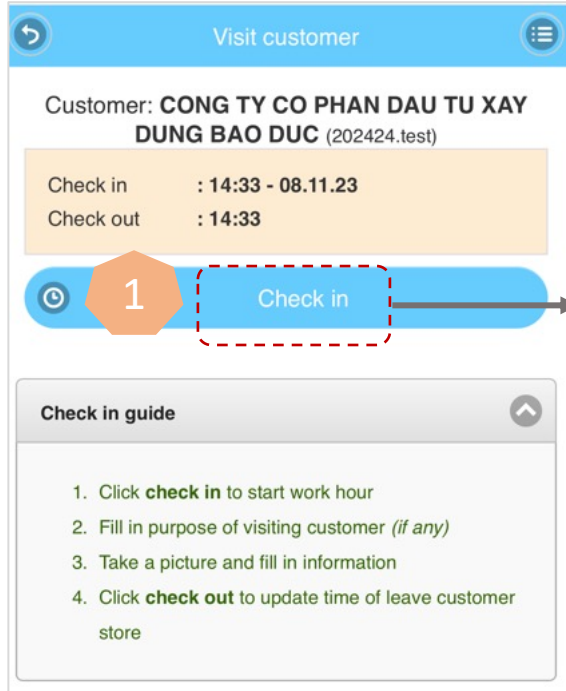 Visit customer
Customer: CONG TY CO PHAN DAU TU XAY
DUNG BAO DUC (202424.test)
Check in : 14:33 - 08.11.23
Check out : 14:33
1 Check in
Check in guide
1. Click check in to start work hour
2. Fill in purpose of visiting customer (if any)
3. Take a picture and fill in information
4. Click check out to update time of leave customer
store